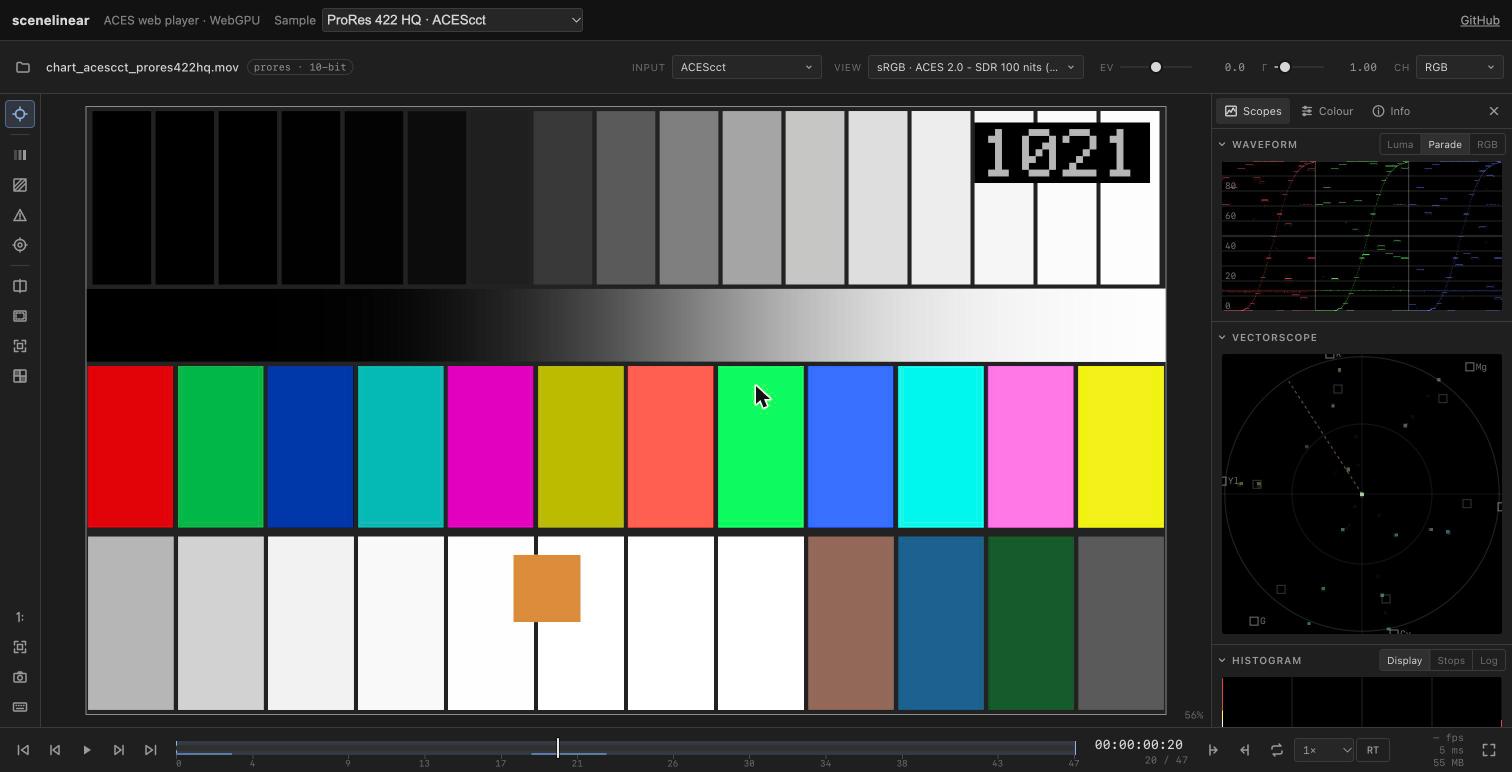 scenelinear ACES web player · WebGPU Sample ProRes 422 HQ · ACEScct GitHub
chart_acescct_prores422hq.mov prores · 10-bit INPUT ACEScct VIEW sRGB · ACES 2.0 - SDR 100 nits (... EV 0.0 Γ 1.00 CH RGB
1021
Scopes Colour Info
WAVEFORM Luma Parade RGB
80
60
40
20
0
VECTORSCOPE
R
Mg
Yl
G
Cy
HISTOGRAM Display Stops Log
1:
56%
00:00:00:20
20 / 47
0 4 9 13 17 21 26 30 34 38 43 47
1× RT
— fps
5 ms
55 MB